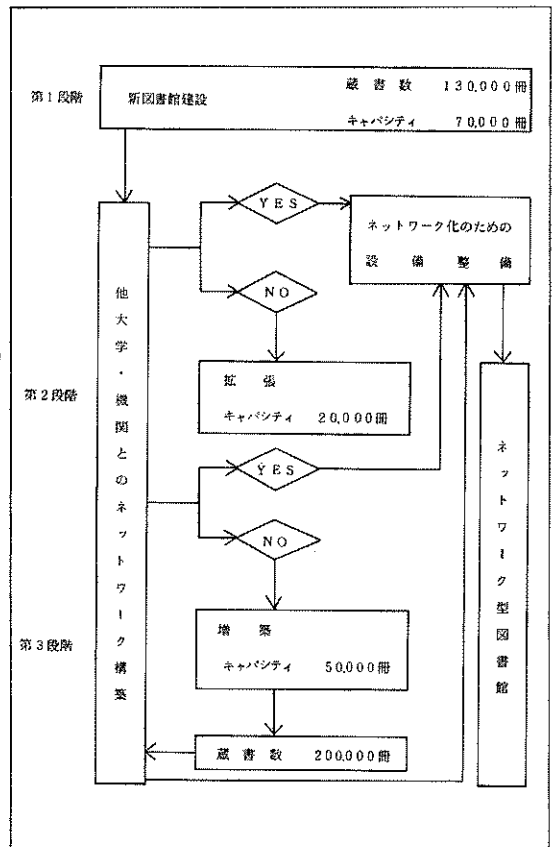 第1段階
新図書館建設
蔵書数 130,000冊
キャパシティ 70,000冊
YES
ネットワーク化のための
設備整備
NO
他大学・機関とのネットワーク構築
拡張
キャパシティ 20,000冊
第2段階
YES
NO
ネットワーク型図書館
第3段階
増築
キャパシティ 50,000冊
蔵書数 200,000冊